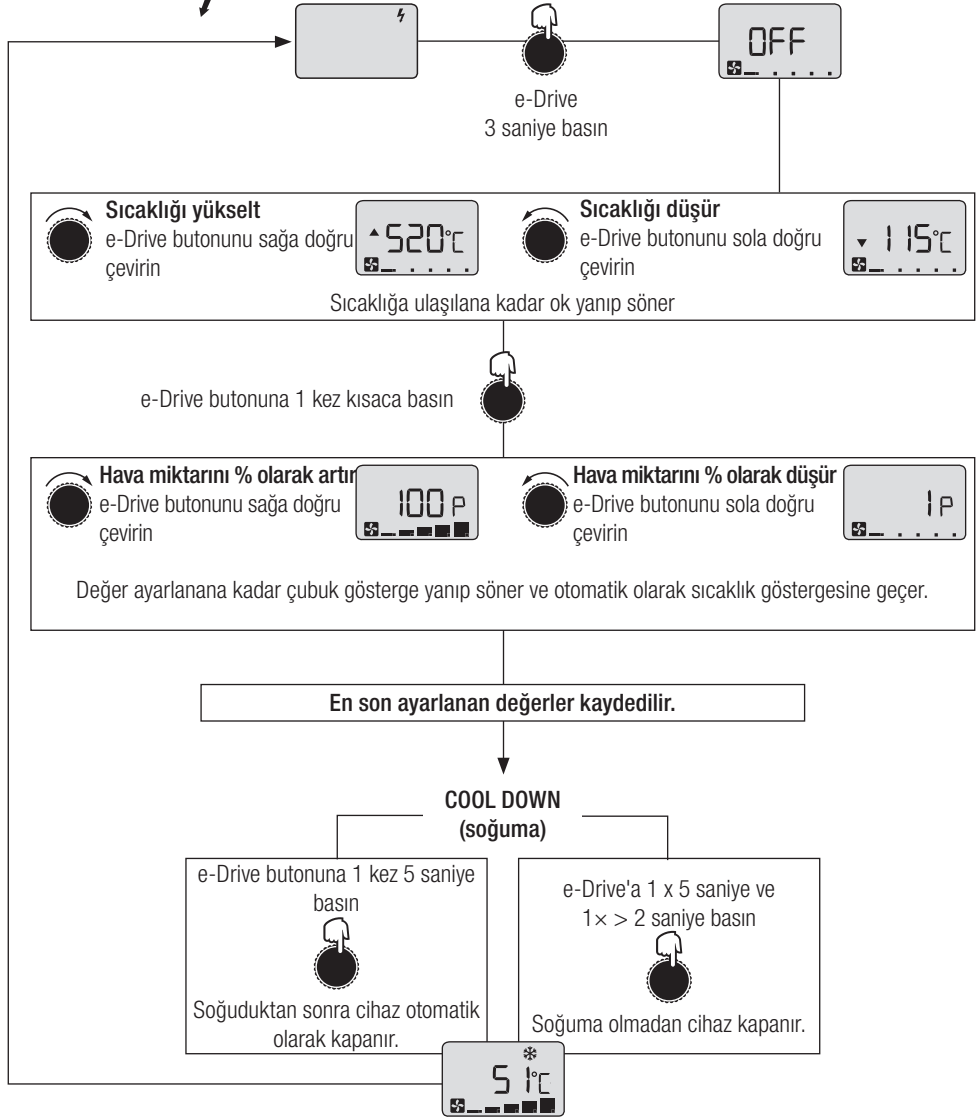 OFF
e-Drive
3 saniye basın
Sıcaklığı yükselt
e-Drive butonunu sağa doğru
çevirin
520°C
Sıcaklığı düşür
e-Drive butonunu sola doğru
çevirin
115°C
Sıcaklığa ulaşılana kadar ok yanıp söner
e-Drive butonuna 1 kez kısaca basın
Hava miktarını % olarak artır
e-Drive butonunu sağa doğru
çevirin
100 P
Hava miktarını % olarak düşür
e-Drive butonunu sola doğru
çevirin
1 P
Değer ayarlanana kadar çubuk gösterge yanıp söner ve otomatik olarak sıcaklık göstergesine geçer.
En son ayarlanan değerler kaydedilir.
COOL DOWN
(soğuma)
e-Drive butonuna 1 kez 5 saniye
basın
Soğuduktan sonra cihaz otomatik
olarak kapanır.
e-Drive'a 1 x 5 saniye ve
1× > 2 saniye basın
Soğuma olmadan cihaz kapanır.
51°C